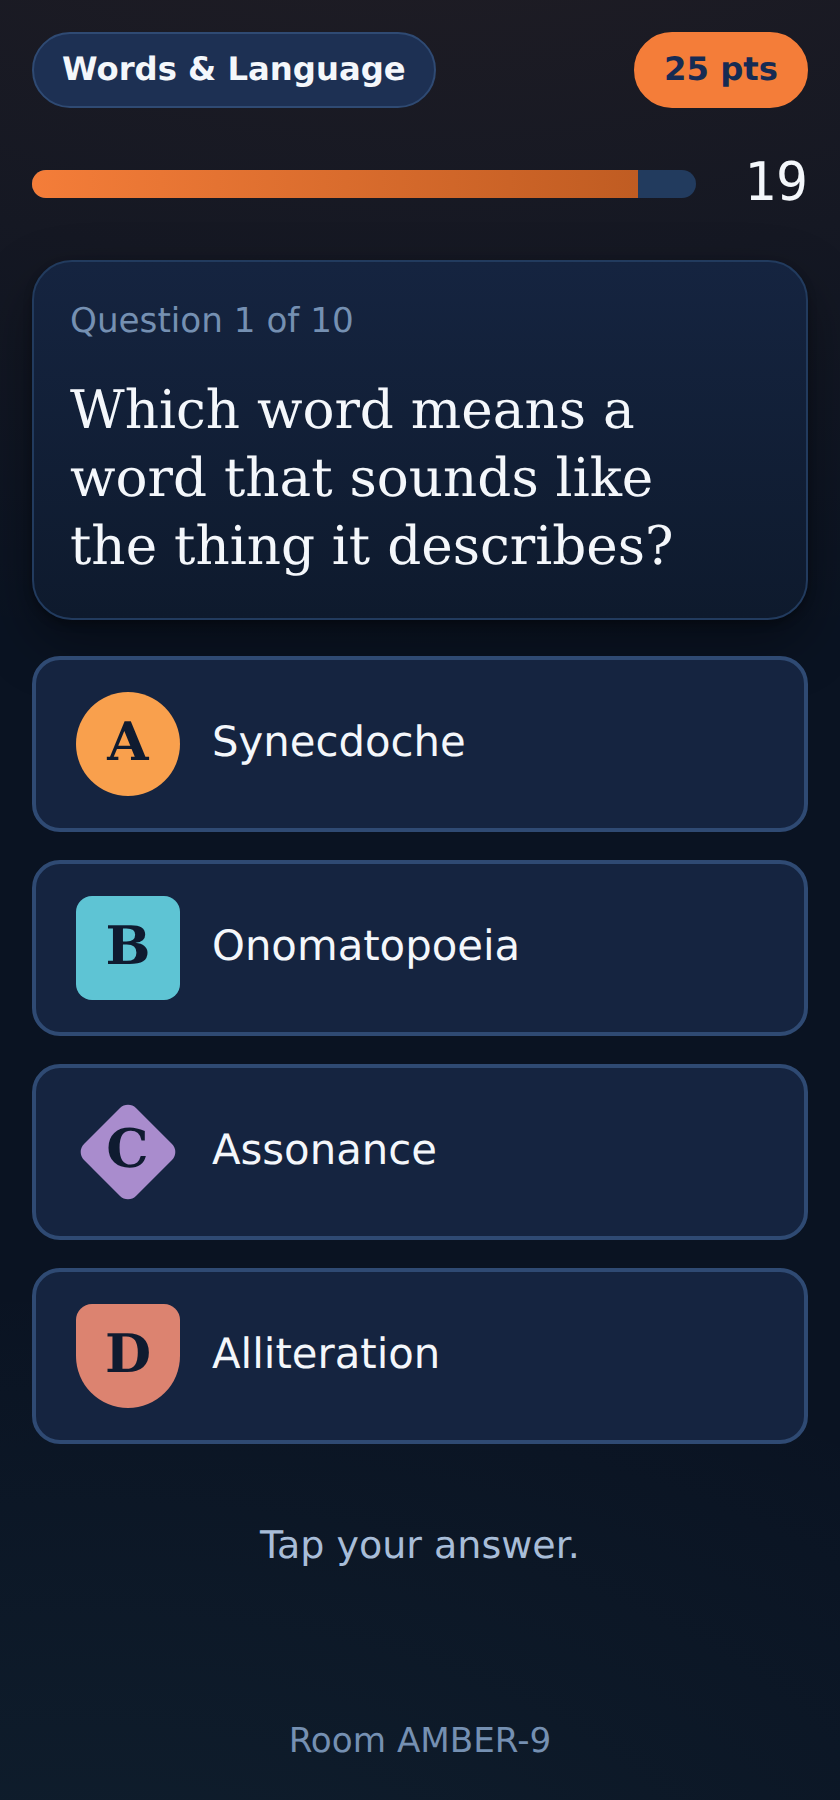 Words & Language
25 pts
19
Question 1 of 10
Which word means a
word that sounds like
the thing it describes?
A Synecdoche
B Onomatopoeia
C Assonance
D Alliteration
Tap your answer.
Room AMBER-9